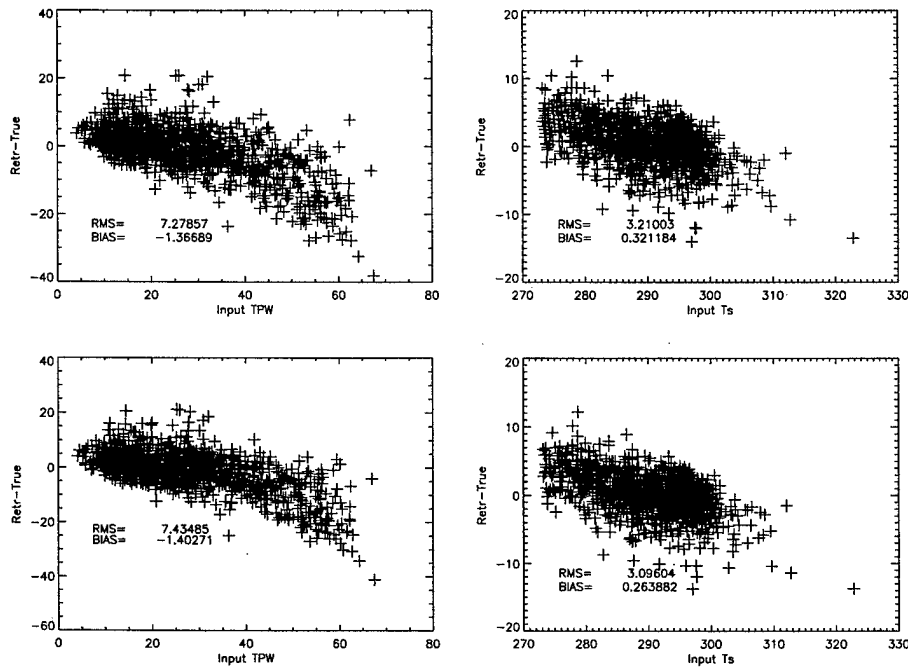 40
20
0
-20
-40
Retr-True
RMS= 7.27857
BIAS= -1.36689
0 20 40 60 80
Input TPW
20
10
0
-10
-20
Retr-True
RMS= 3.21003
BIAS= 0.321184
270 280 290 300 310 320 330
Input Ts
40
20
0
-20
-40
-60
Retr-True
RMS= 7.43485
BIAS= -1.40271
0 20 40 60 80
Input TPW
20
10
0
-10
-20
Retr-True
RMS= 3.09604
BIAS= 0.263882
270 280 290 300 310 320 330
Input Ts